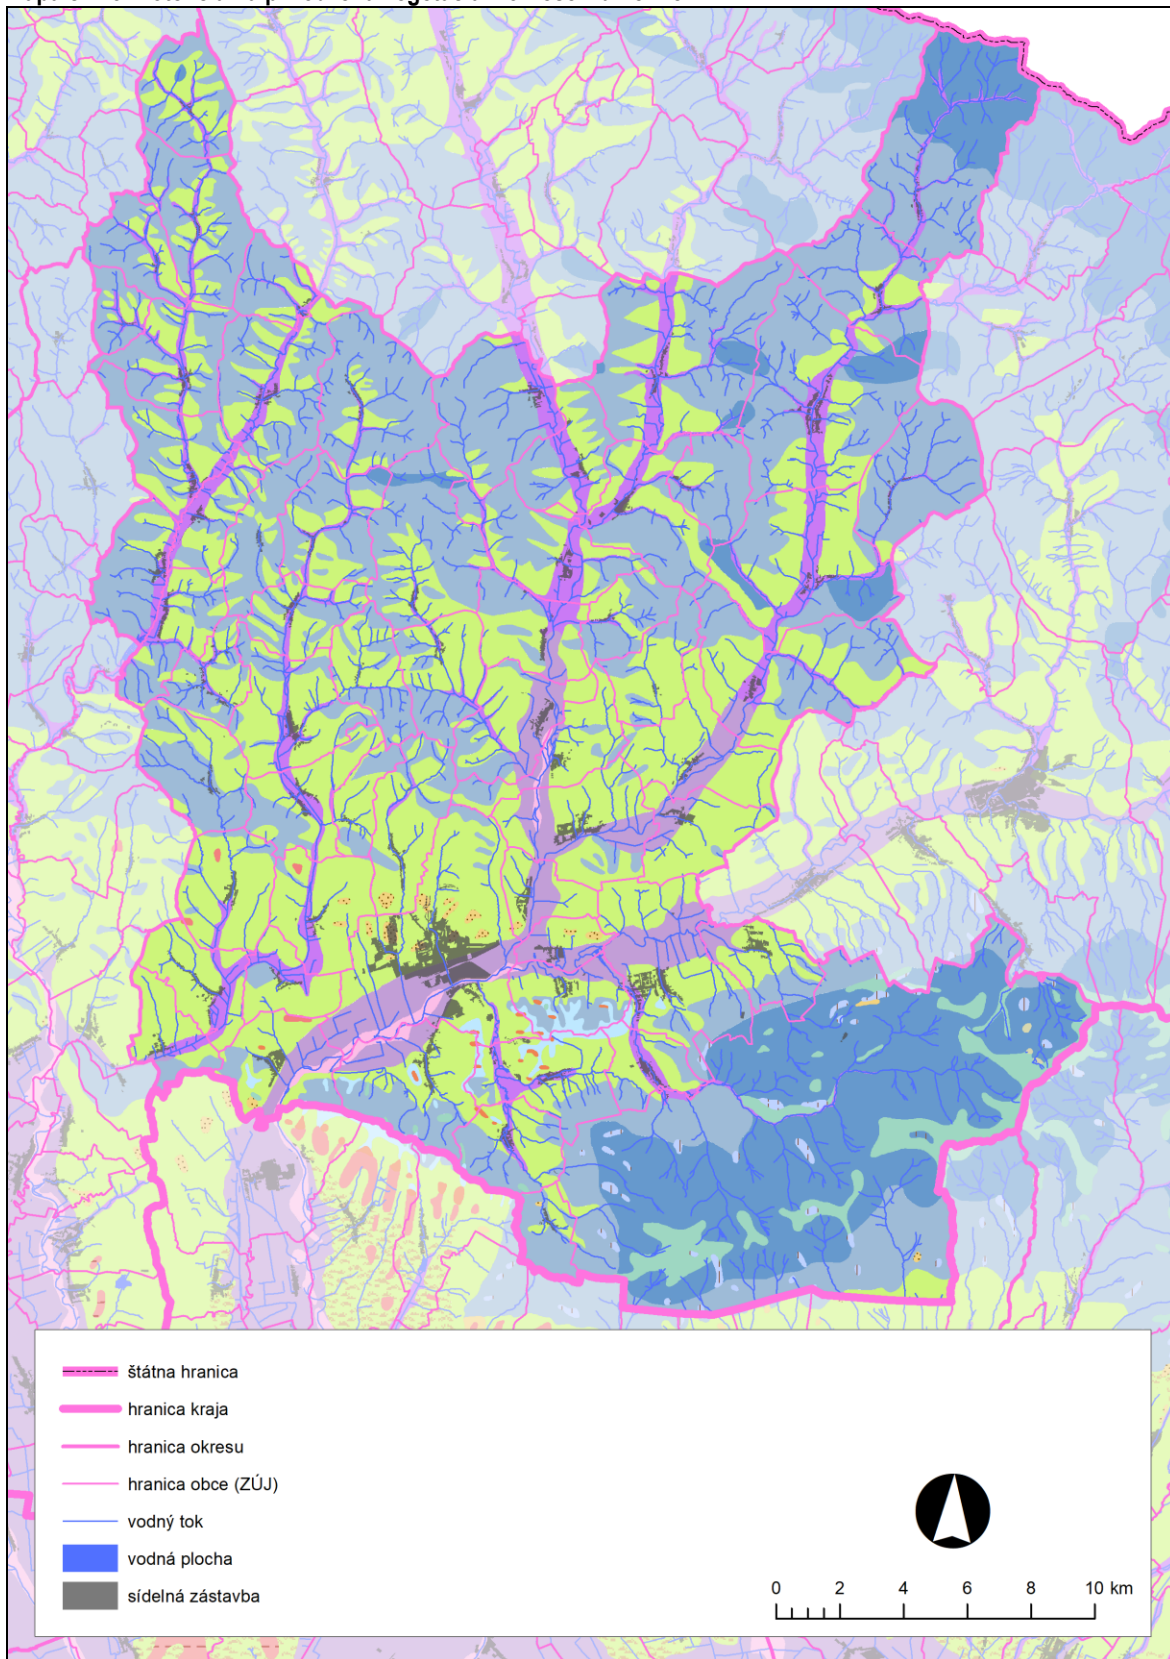 štátna hranica
hranica kraja
hranica okresu
hranica obce (ZÚJ)
vodný tok
vodná plocha
sídelná zástavba
0 2 4 6 8 10 km